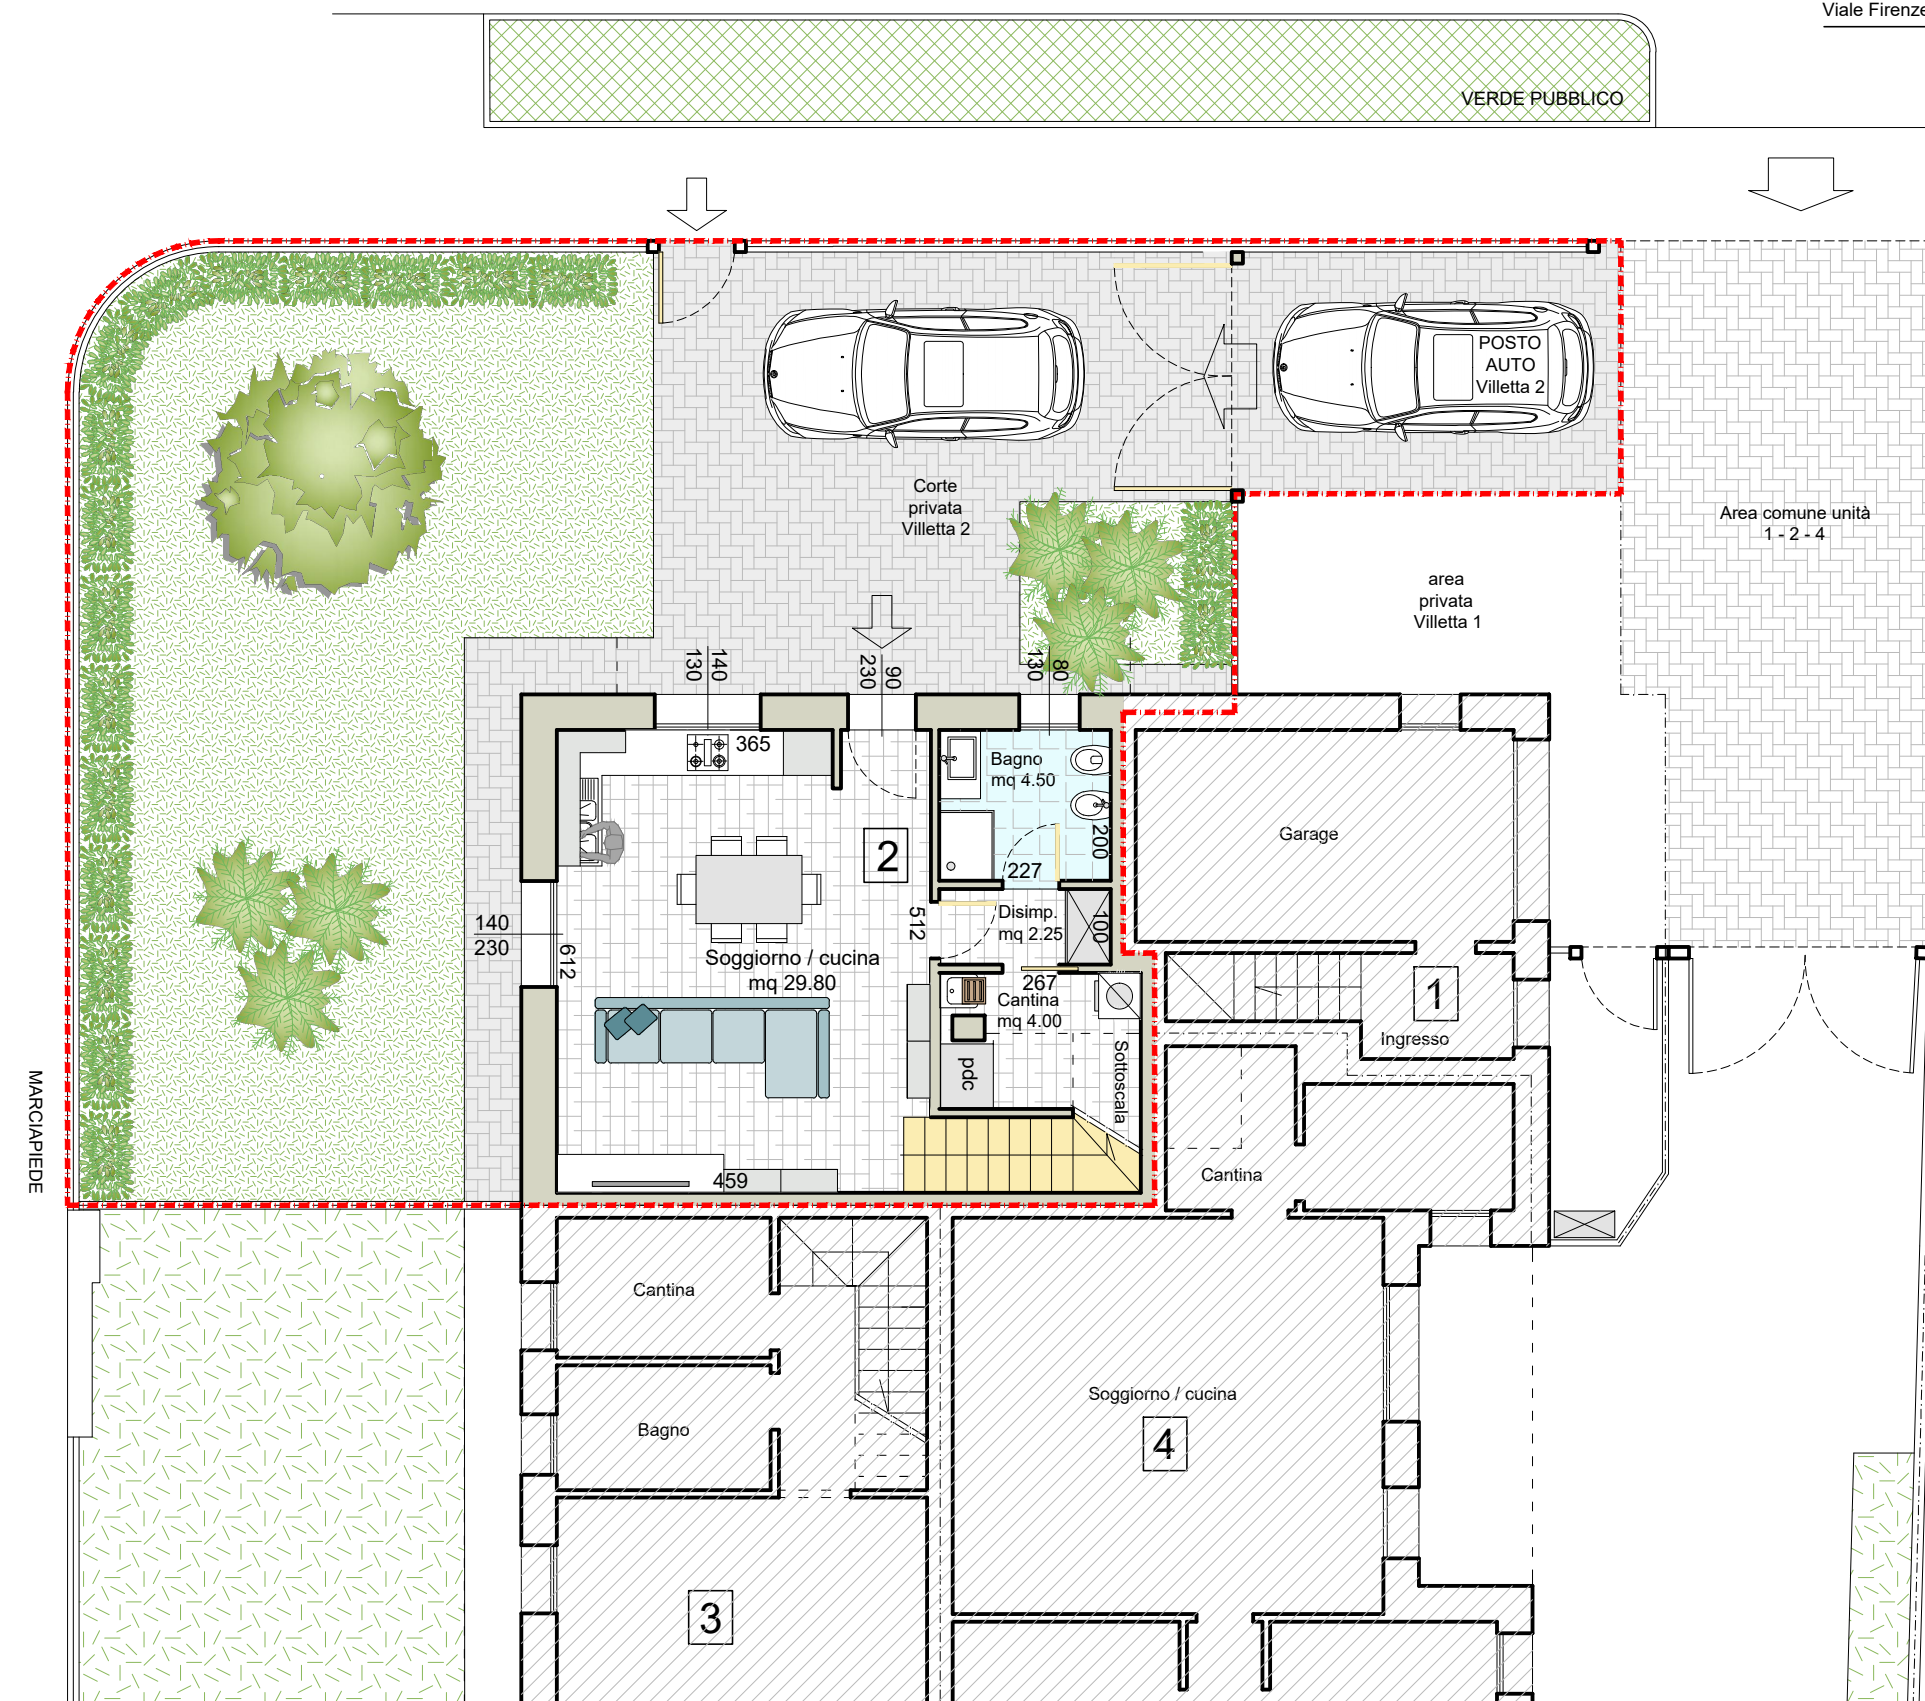 Viale Firenze
VERDE PUBBLICO
POSTO
AUTO
Villetta 2
Corte
privata
Villetta 2
Area comune unità
1 - 2 - 4
area
privata
Villetta 1
140
130
90
230
80
130
365
Bagno
mq 4.50
200
227
2
Garage
140
230
612
512
Disimp.
mq 2.25
100
Soggiorno / cucina
mq 29.80
267
Cantina
mq 4.00
pdc
Sottoscala
1
Ingresso
MARCIAPIEDE
459
Cantina
Cantina
Bagno
Soggiorno / cucina
4
3